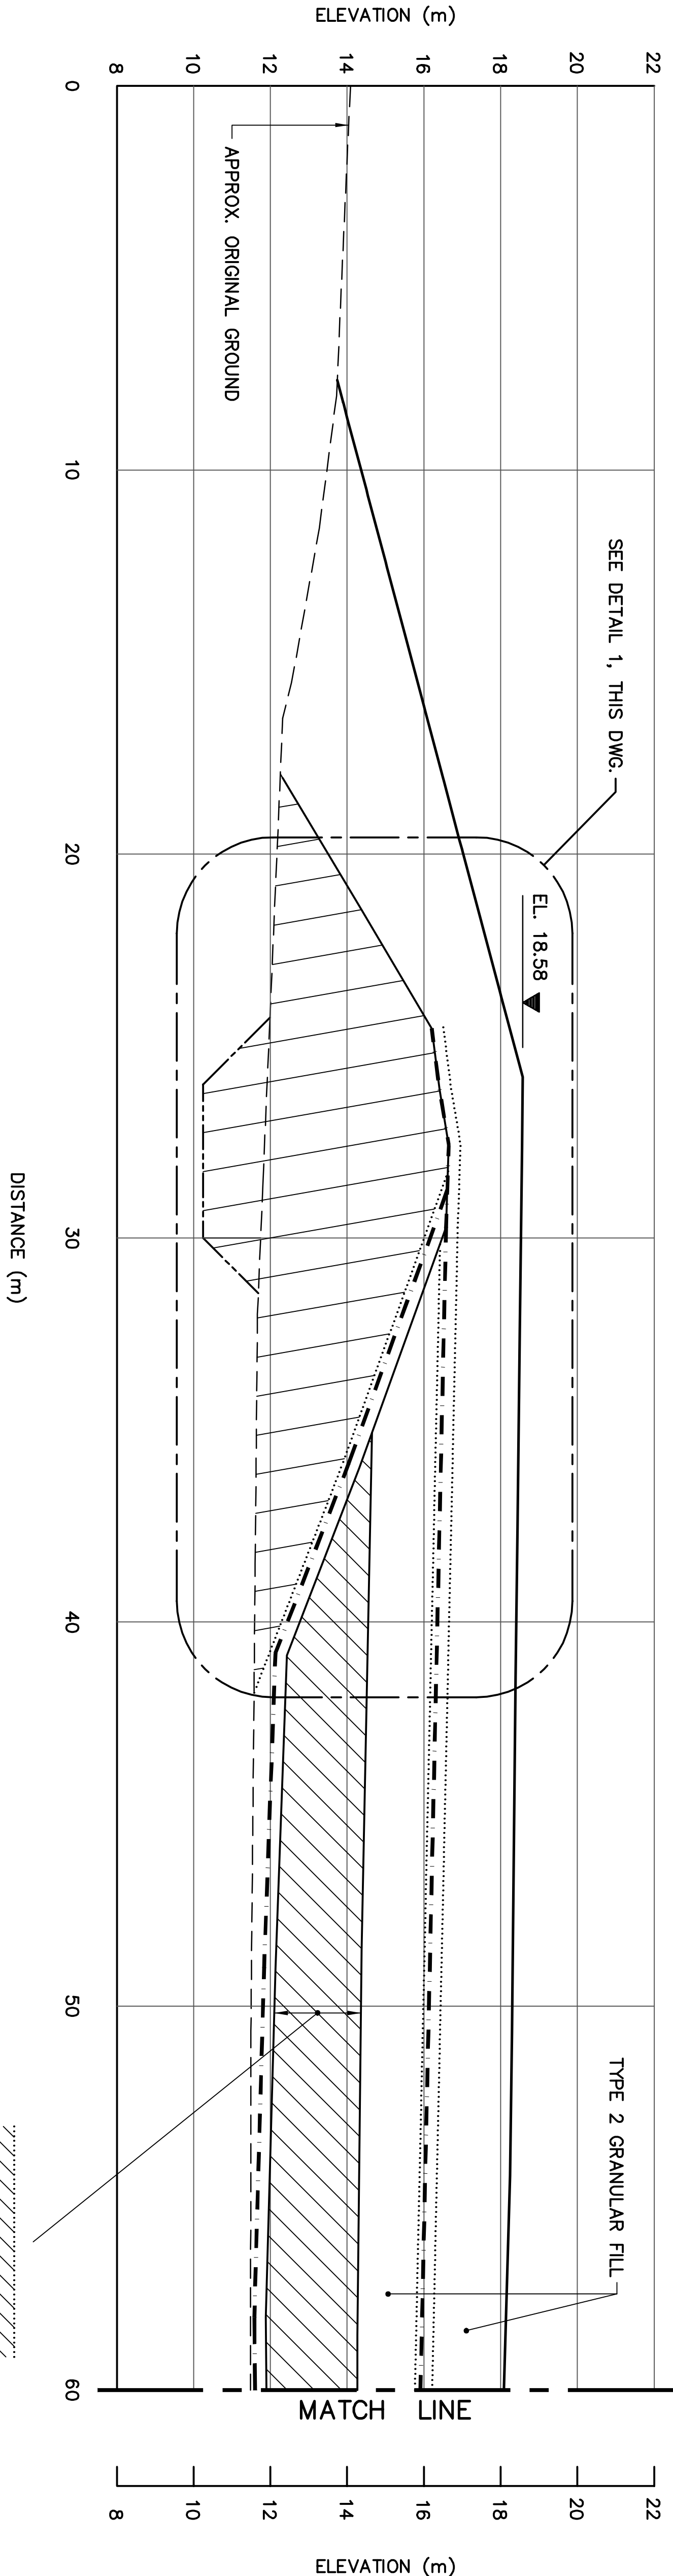 ELEVATION (m)
22
20
18
16
14
12
10
8
SEE DETAIL 1, THIS DWG.
EL. 18.58
TYPE 2 GRANULAR FILL
APPROX. ORIGINAL GROUND
MATCH LINE
0
10
20
30
40
50
60
DISTANCE (m)
22
20
18
16
14
12
10
8
ELEVATION (m)